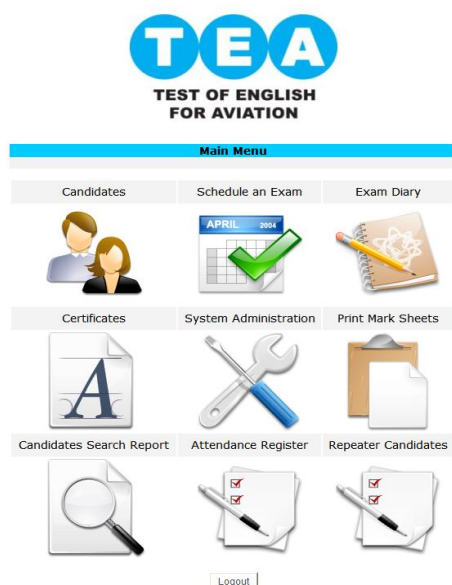 TEA
TEST OF ENGLISH
FOR AVIATION
Main Menu
Candidates Schedule an Exam Exam Diary
APRIL 2004
Certificates System Administration Print Mark Sheets
A
Candidates Search Report Attendance Register Repeater Candidates
Logout